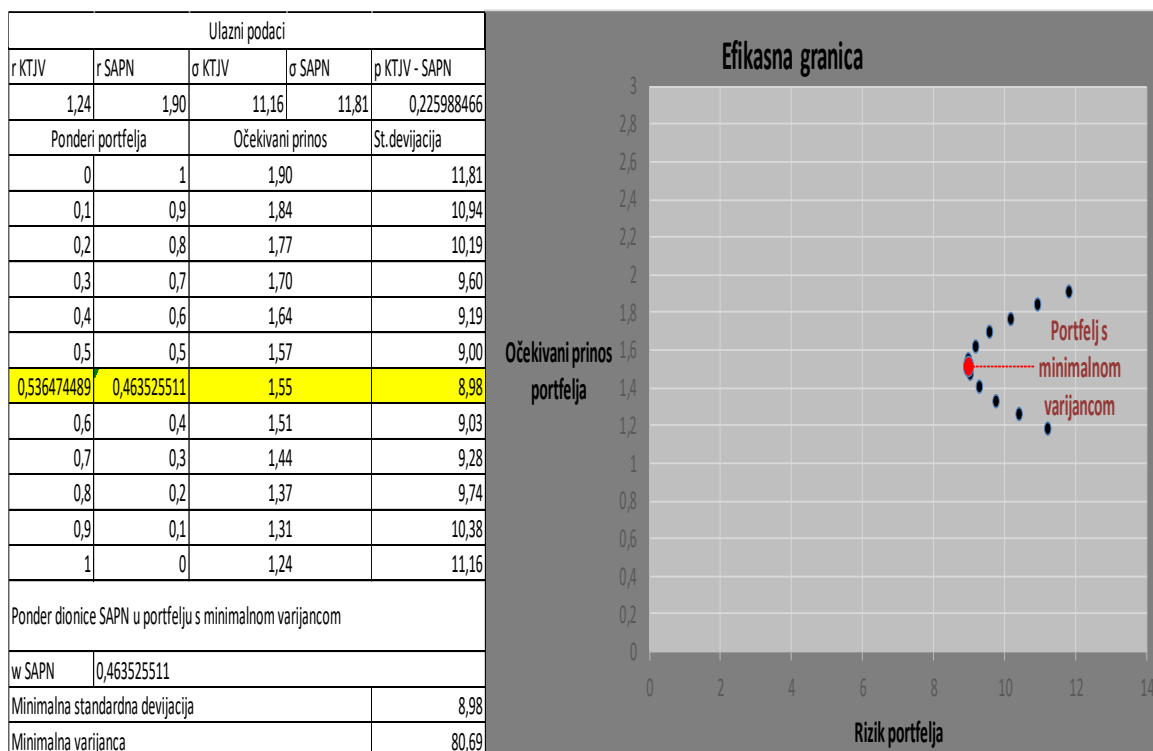 Ulazni podaci
r KTJV r SAPN σ KTJV σ SAPN p KTJV - SAPN
1,24 1,90 11,16 11,81 0,225988466
Ponderi portfelja Očekivani prinos St.devijacija
0 1 1,90 11,81
0,1 0,9 1,84 10,94
0,2 0,8 1,77 10,19
0,3 0,7 1,70 9,60
0,4 0,6 1,64 9,19
0,5 0,5 1,57 9,00
0,536474489 0,463525511 1,55 8,98
0,6 0,4 1,51 9,03
0,7 0,3 1,44 9,28
0,8 0,2 1,37 9,74
0,9 0,1 1,31 10,38
1 0 1,24 11,16
Ponder dionice SAPN u portfelju s minimalnom varijancom
w SAPN 0,463525511
Minimalna standardna devijacija 8,98
Minimalna varijanca 80,69
Efikasna granica
3
2,8
2,6
2,4
2,2
2
1,8
1,6
1,4
1,2
1
0,8
0,6
0,4
0,2
0
Očekivani prinos
portfelja
Portfelj s
minimalnom
varijancom
0 2 4 6 8 10 12 14
Rizik portfelja